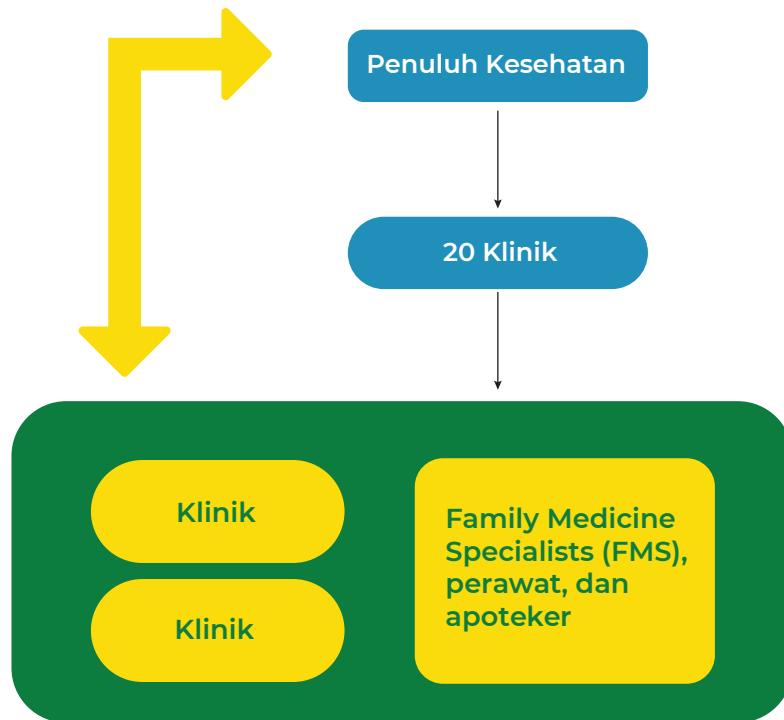 Penuluh Kesehatan
20 Klinik
Klinik
Klinik
Family Medicine
Specialists (FMS),
perawat, dan
apoteker